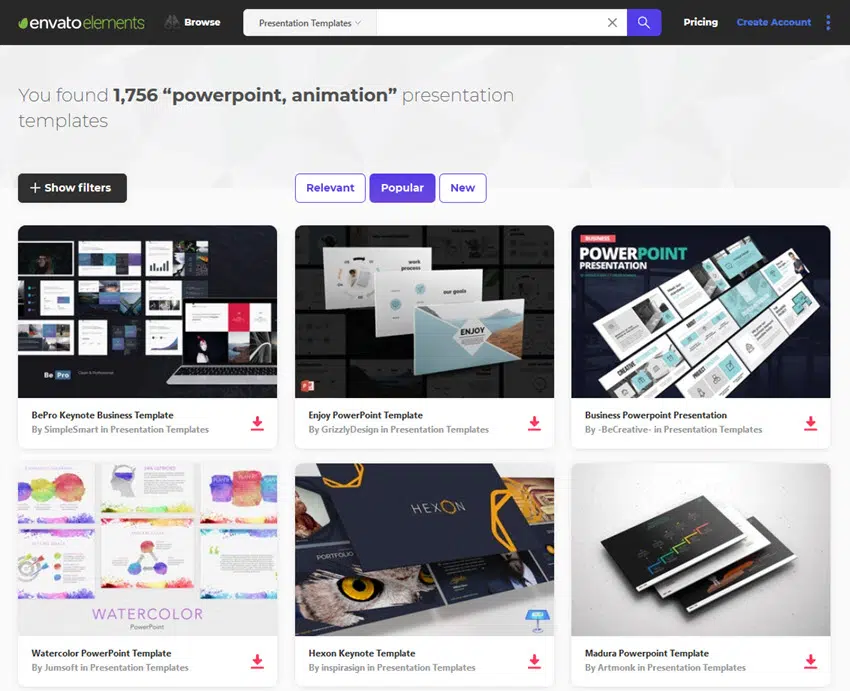 envato elements
Browse
Presentation Templates
Pricing
Create Account
You found 1,756 “powerpoint, animation” presentation
templates
+ Show filters
Relevant
Popular
New
Be Pro
work
process
our goals
ENJOY
BUSINESS
POWERPOINT
PRESENTATION
BePro Keynote Business Template
By SimpleSmart in Presentation Templates
Enjoy PowerPoint Template
By GrizzlyDesign in Presentation Templates
Business Powerpoint Presentation
By -BeCreative- in Presentation Templates
WATERCOLOR
PowerPoint
HEXON
PORTFOLIO
Watercolor PowerPoint Template
By Jumsoft in Presentation Templates
Hexon Keynote Template
By inspirasign in Presentation Templates
Madura Powerpoint Template
By Artmonk in Presentation Templates